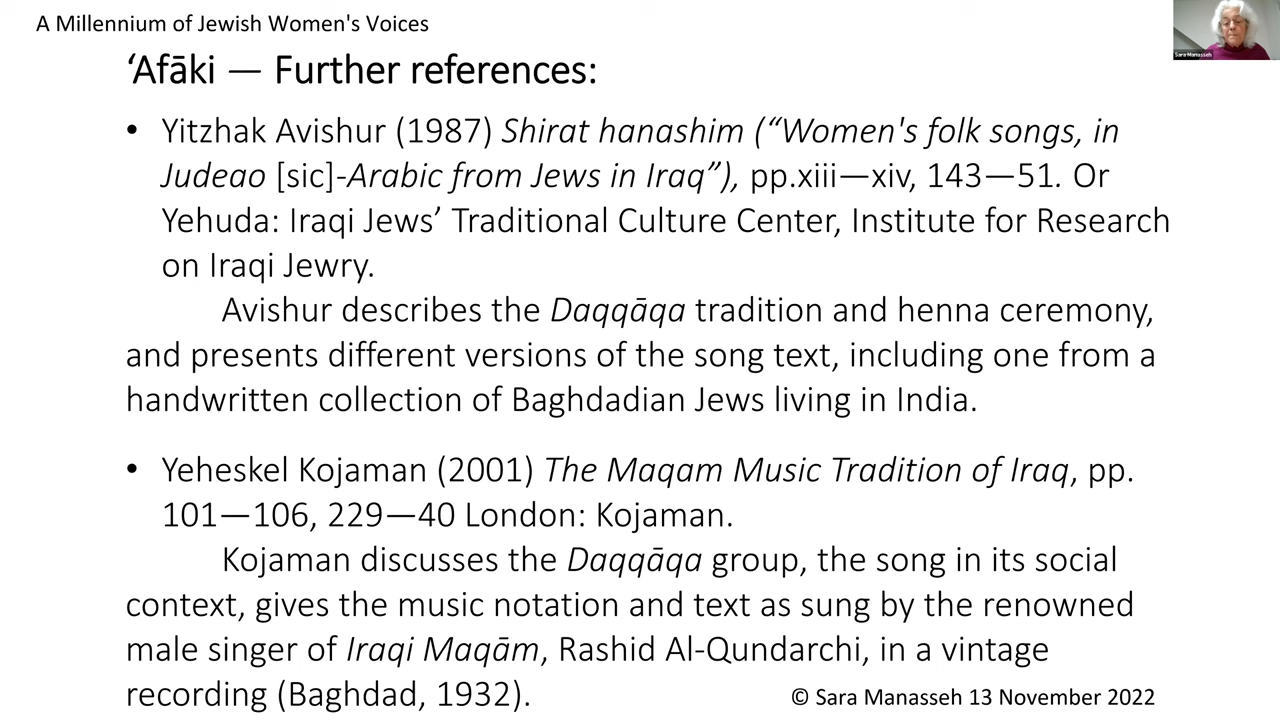 A Millennium of Jewish Women's Voices
Sara Manasseh
‘Afāki — Further references:
• Yitzhak Avishur (1987) Shirat hanashim (“Women's folk songs, in
Judeao [sic]-Arabic from Jews in Iraq”), pp.xiii—xiv, 143—51. Or
Yehuda: Iraqi Jews’ Traditional Culture Center, Institute for Research
on Iraqi Jewry.
Avishur describes the Daqqāqa tradition and henna ceremony,
and presents different versions of the song text, including one from a
handwritten collection of Baghdadian Jews living in India.
• Yeheskel Kojaman (2001) The Maqam Music Tradition of Iraq, pp.
101—106, 229—40 London: Kojaman.
Kojaman discusses the Daqqāqa group, the song in its social
context, gives the music notation and text as sung by the renowned
male singer of Iraqi Maqām, Rashid Al-Qundarchi, in a vintage
recording (Baghdad, 1932).
© Sara Manasseh 13 November 2022